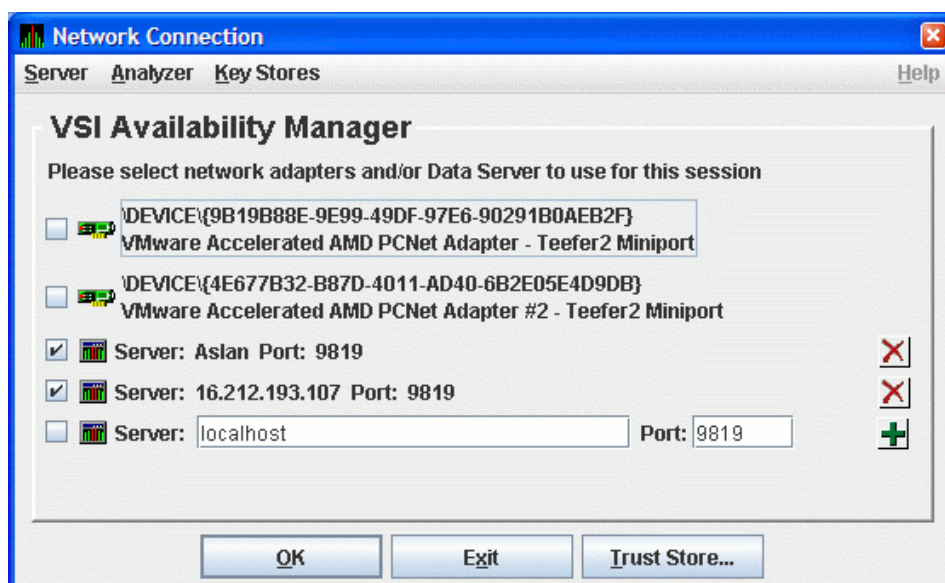 Network Connection
Server Analyzer Key Stores Help
VSI Availability Manager
Please select network adapters and/or Data Server to use for this session
\DEVICE\{9B19B88E-9E99-49DF-97E6-90291B0AEB2F}
VMware Accelerated AMD PCNet Adapter - Teefer2 Miniport
\DEVICE\{4E677B32-B87D-4011-AD40-6B2E05E4D9DB}
VMware Accelerated AMD PCNet Adapter #2 - Teefer2 Miniport
Server: Aslan Port: 9819
Server: 16.212.193.107 Port: 9819
Server: localhost Port: 9819
OK Exit Trust Store...